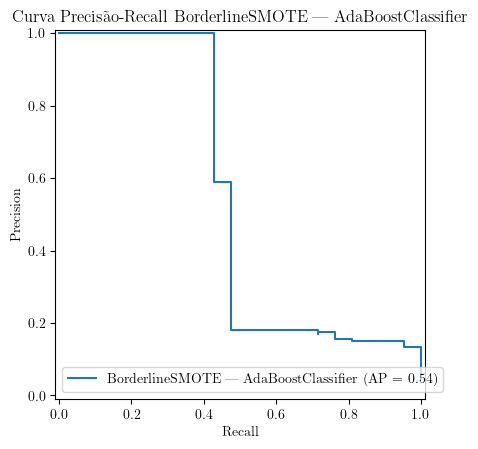 Curva Precisão-Recall BorderlineSMOTE — AdaBoostClassifier
1.0
0.8
0.6
0.4
0.2
0.0
Precision
BorderlineSMOTE — AdaBoostClassifier (AP = 0.54)
0.0 0.2 0.4 0.6 0.8 1.0
Recall